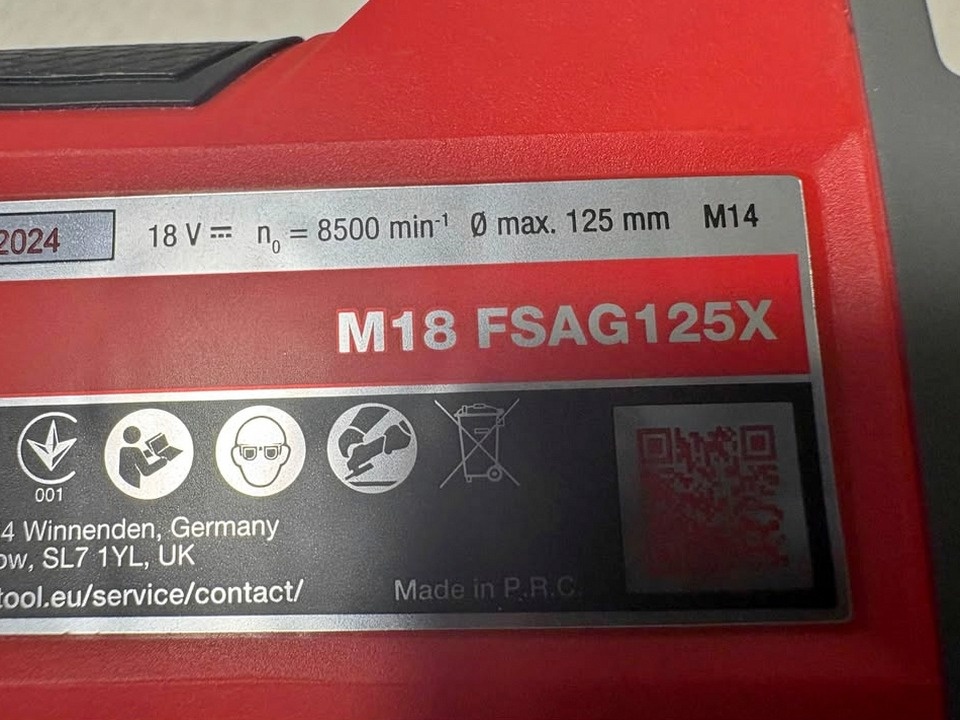 2024
18 V ⎓ n₀ = 8500 min⁻¹ Ø max. 125 mm M14
M18 FSAG125X
001
4 Winnenden, Germany
ow, SL7 1YL, UK
tool.eu/service/contact/
Made in P.R.C.